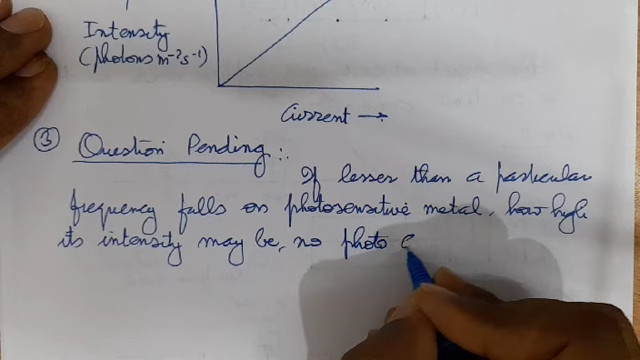 Intensity
(photons m⁻² s⁻¹)
Current →
③ Question Pending :.
If lesser than a particular
frequency falls on photosensitive metal, how high
its intensity may be, no photo e